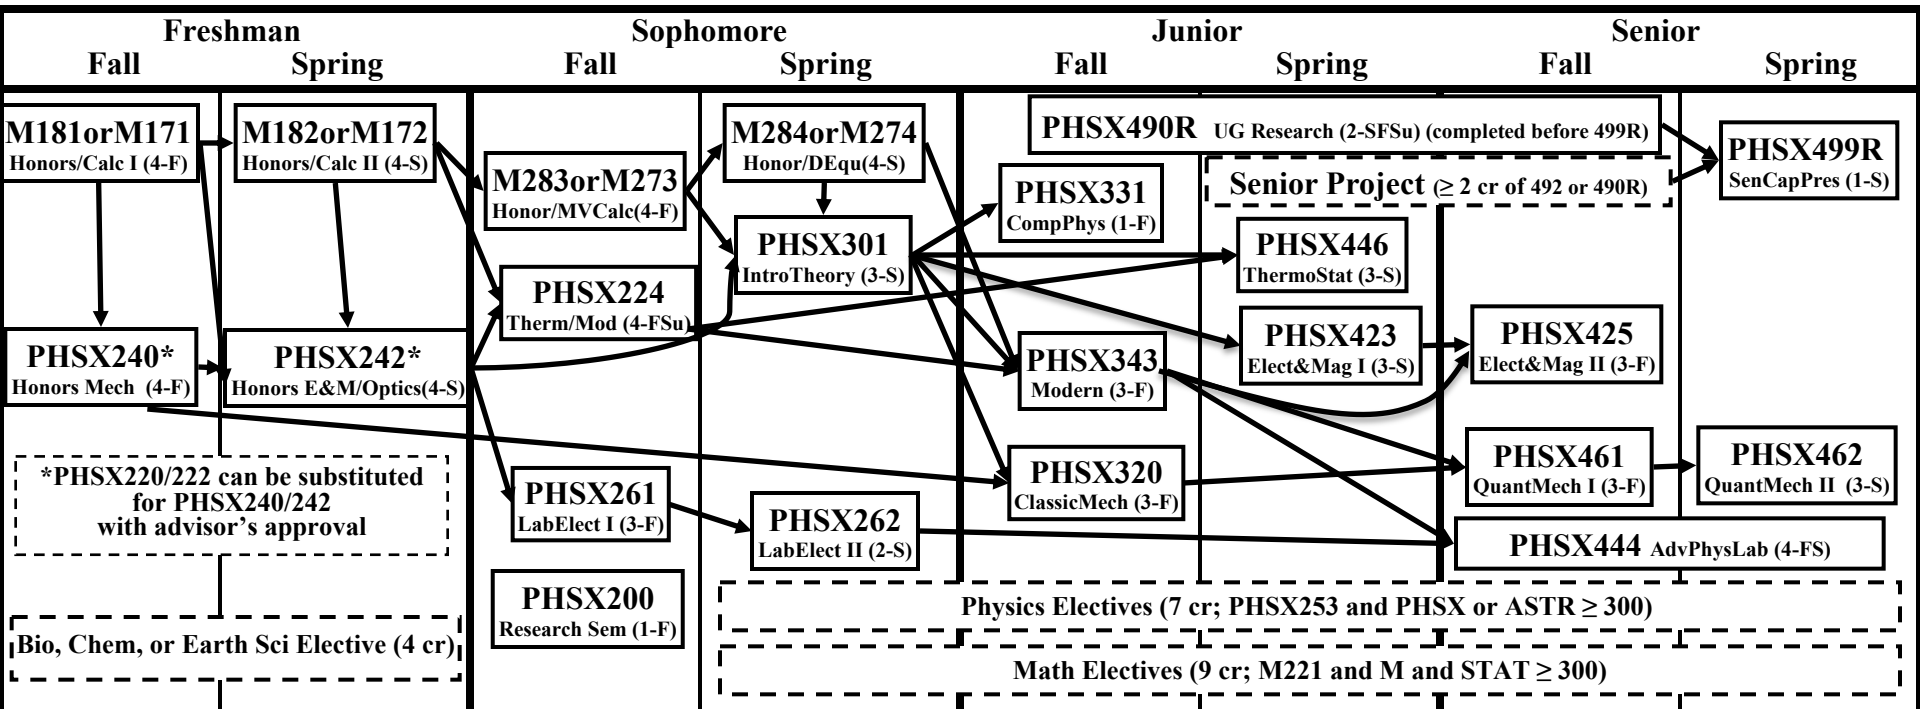 Freshman
Sophomore
Junior
Senior
Fall
Spring
Fall
Spring
Fall
Spring
Fall
Spring
M181orM171
Honors/Calc I (4-F)
M182orM172
Honors/Calc II (4-S)
M283orM273
Honor/MVCalc(4-F)
M284orM274
Honor/DEqu(4-S)
PHSX490R UG Research (2-SFSu) (completed before 499R)
PHSX499R
SenCapPres (1-S)
Senior Project (≥ 2 cr of 492 or 490R)
PHSX331
CompPhys (1-F)
PHSX301
IntroTheory (3-S)
PHSX446
ThermoStat (3-S)
PHSX224
Therm/Mod (4-FSu)
PHSX240*
Honors Mech (4-F)
PHSX242*
Honors E&M/Optics(4-S)
PHSX343
Modern (3-F)
PHSX423
Elect&Mag I (3-S)
PHSX425
Elect&Mag II (3-F)
*PHSX220/222 can be substituted
for PHSX240/242
with advisor's approval
PHSX261
LabElect I (3-F)
PHSX262
LabElect II (2-S)
PHSX320
ClassicMech (3-F)
PHSX461
QuantMech I (3-F)
PHSX462
QuantMech II (3-S)
PHSX444 AdvPhysLab (4-FS)
PHSX200
Research Sem (1-F)
Physics Electives (7 cr; PHSX253 and PHSX or ASTR ≥ 300)
Bio, Chem, or Earth Sci Elective (4 cr)
Math Electives (9 cr; M221 and M and STAT ≥ 300)